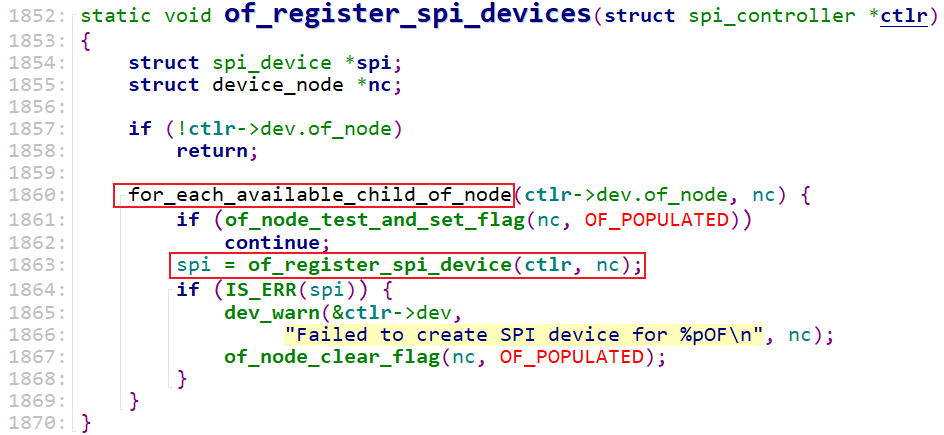 1852: static void of_register_spi_devices(struct spi_controller *ctlr)
1853: {
1854:     struct spi_device *spi;
1855:     struct device_node *nc;
1856:
1857:     if (!ctlr->dev.of_node)
1858:         return;
1859:
1860:     for_each_available_child_of_node(ctlr->dev.of_node, nc) {
1861:         if (of_node_test_and_set_flag(nc, OF_POPULATED))
1862:             continue;
1863:         spi = of_register_spi_device(ctlr, nc);
1864:         if (IS_ERR(spi)) {
1865:             dev_warn(&ctlr->dev,
1866:                  "Failed to create SPI device for %pOF\n", nc);
1867:             of_node_clear_flag(nc, OF_POPULATED);
1868:         }
1869:     }
1870: }